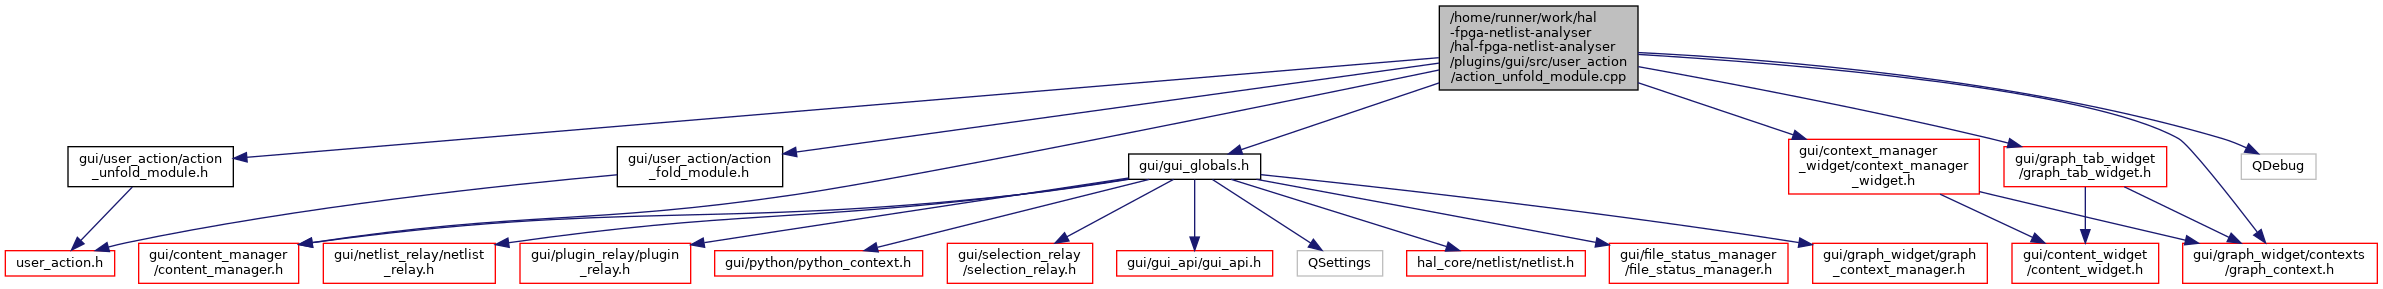 /home/runner/work/hal
-fpga-netlist-analyser
/hal-fpga-netlist-analyser
/plugins/gui/src/user_action
/action_unfold_module.cpp
gui/user_action/action
_unfold_module.h
gui/user_action/action
_fold_module.h
gui/gui_globals.h
gui/context_manager
_widget/context_manager
_widget.h
gui/graph_tab_widget
/graph_tab_widget.h
QDebug
user_action.h
gui/content_manager
/content_manager.h
gui/netlist_relay/netlist
_relay.h
gui/plugin_relay/plugin
_relay.h
gui/python/python_context.h
gui/selection_relay
/selection_relay.h
gui/gui_api/gui_api.h
QSettings
hal_core/netlist/netlist.h
gui/file_status_manager
/file_status_manager.h
gui/graph_widget/graph
_context_manager.h
gui/content_widget
/content_widget.h
gui/graph_widget/contexts
/graph_context.h